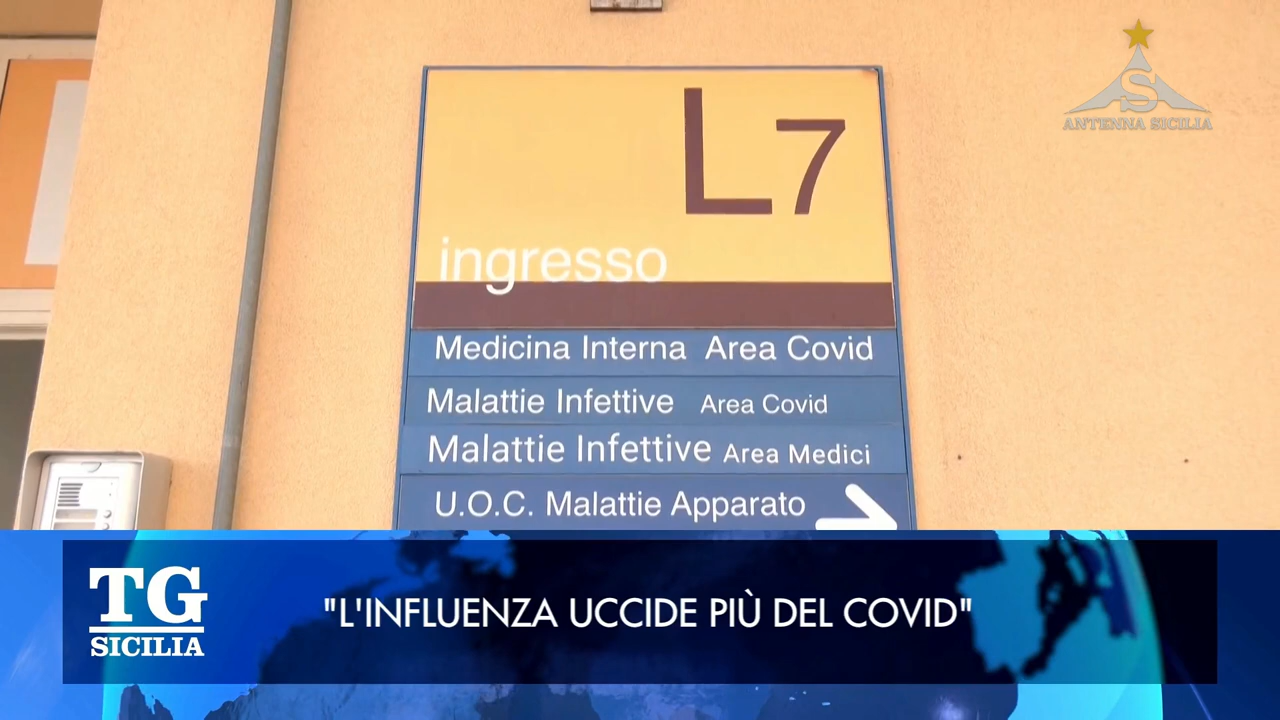 ANTENNA SICILIA
L7
ingresso
Medicina Interna Area Covid
Malattie Infettive Area Covid
Malattie Infettive Area Medici
U.O.C. Malattie Apparato
TG
SICILIA
"L'INFLUENZA UCCIDE PIÙ DEL COVID"